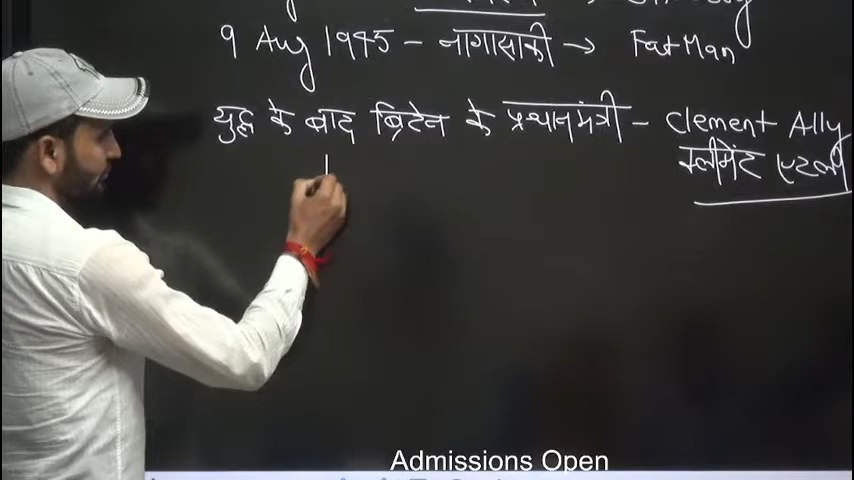 9 Aug 1945 - नागासाकी → Fat Man
युद्ध के बाद ब्रिटेन के प्रधानमंत्री - Clement Ally
क्लीमेंट एटली
Admissions Open